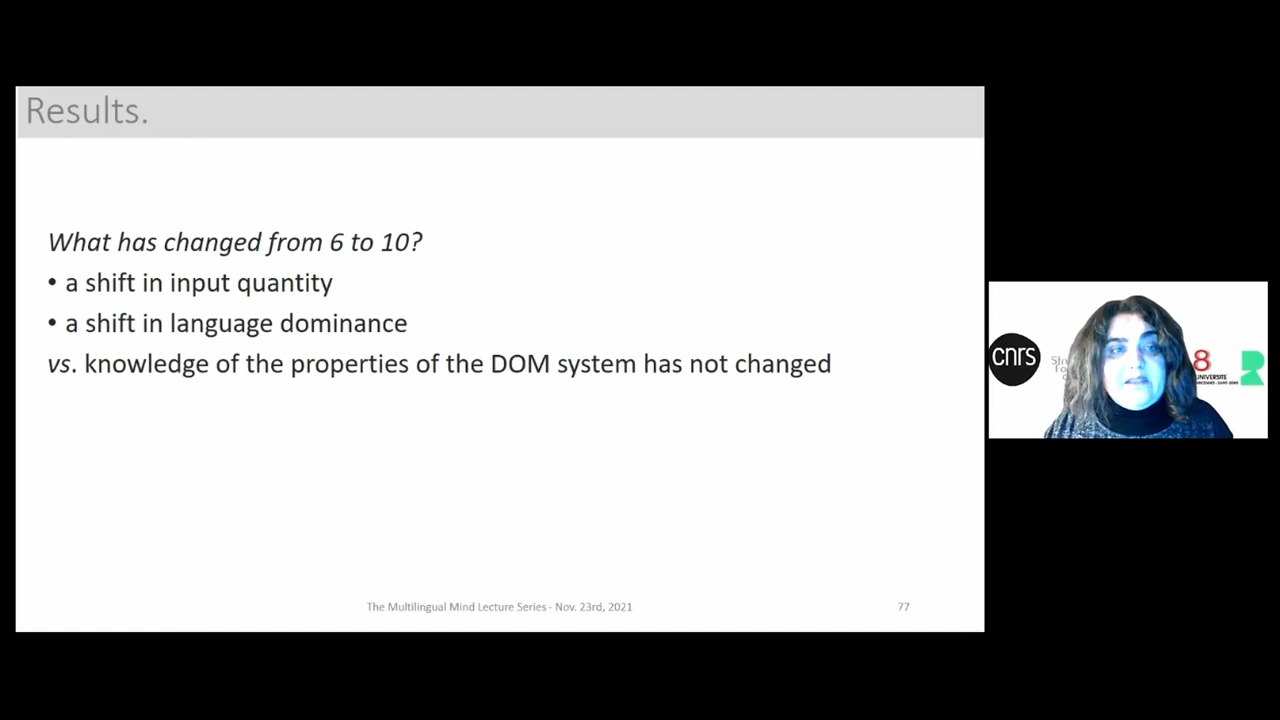 Results.
What has changed from 6 to 10?
• a shift in input quantity
• a shift in language dominance
vs. knowledge of the properties of the DOM system has not changed
The Multilingual Mind Lecture Series - Nov. 23rd, 2021
77
cnrs
8
UNIVERSITE